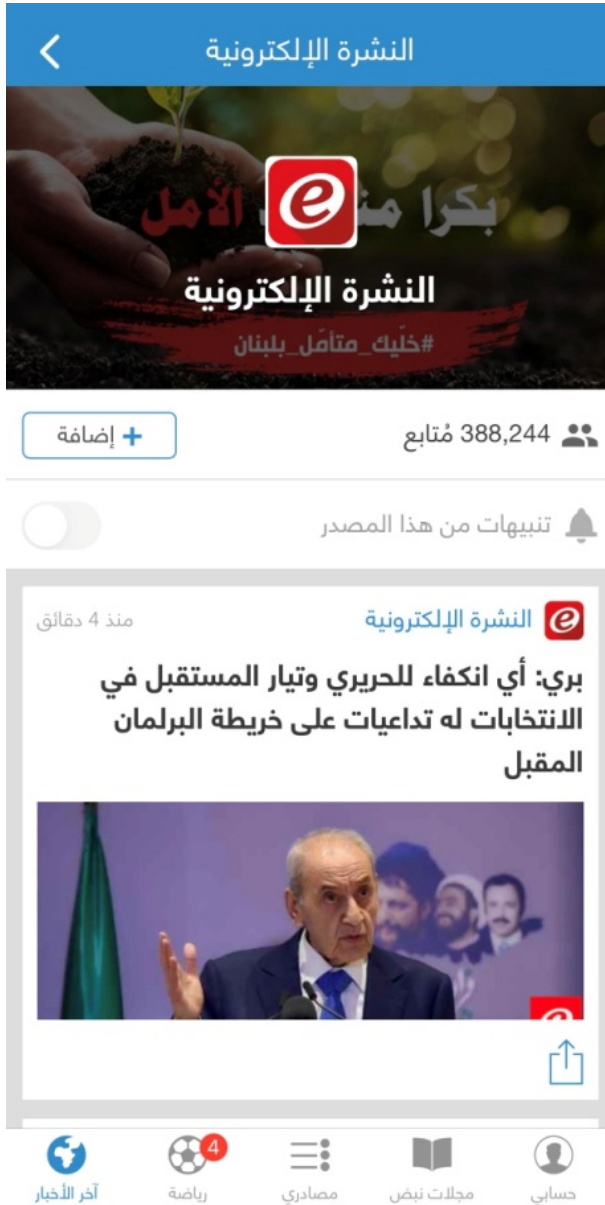 النشرة الإلكترونية
بكرا الأمل
النشرة الإلكترونية
#خلّيك_متأمّل_بلبنان
388,244 مُتابع
+ إضافة
تنبيهات من هذا المصدر
النشرة الإلكترونية
منذ 4 دقائق
بري: أي انكفاء للحريري وتيار المستقبل في
الانتخابات له تداعيات على خريطة البرلمان
المقبل
حسابي
مجلات نبض
مصادري
4
رياضة
آخر الأخبار